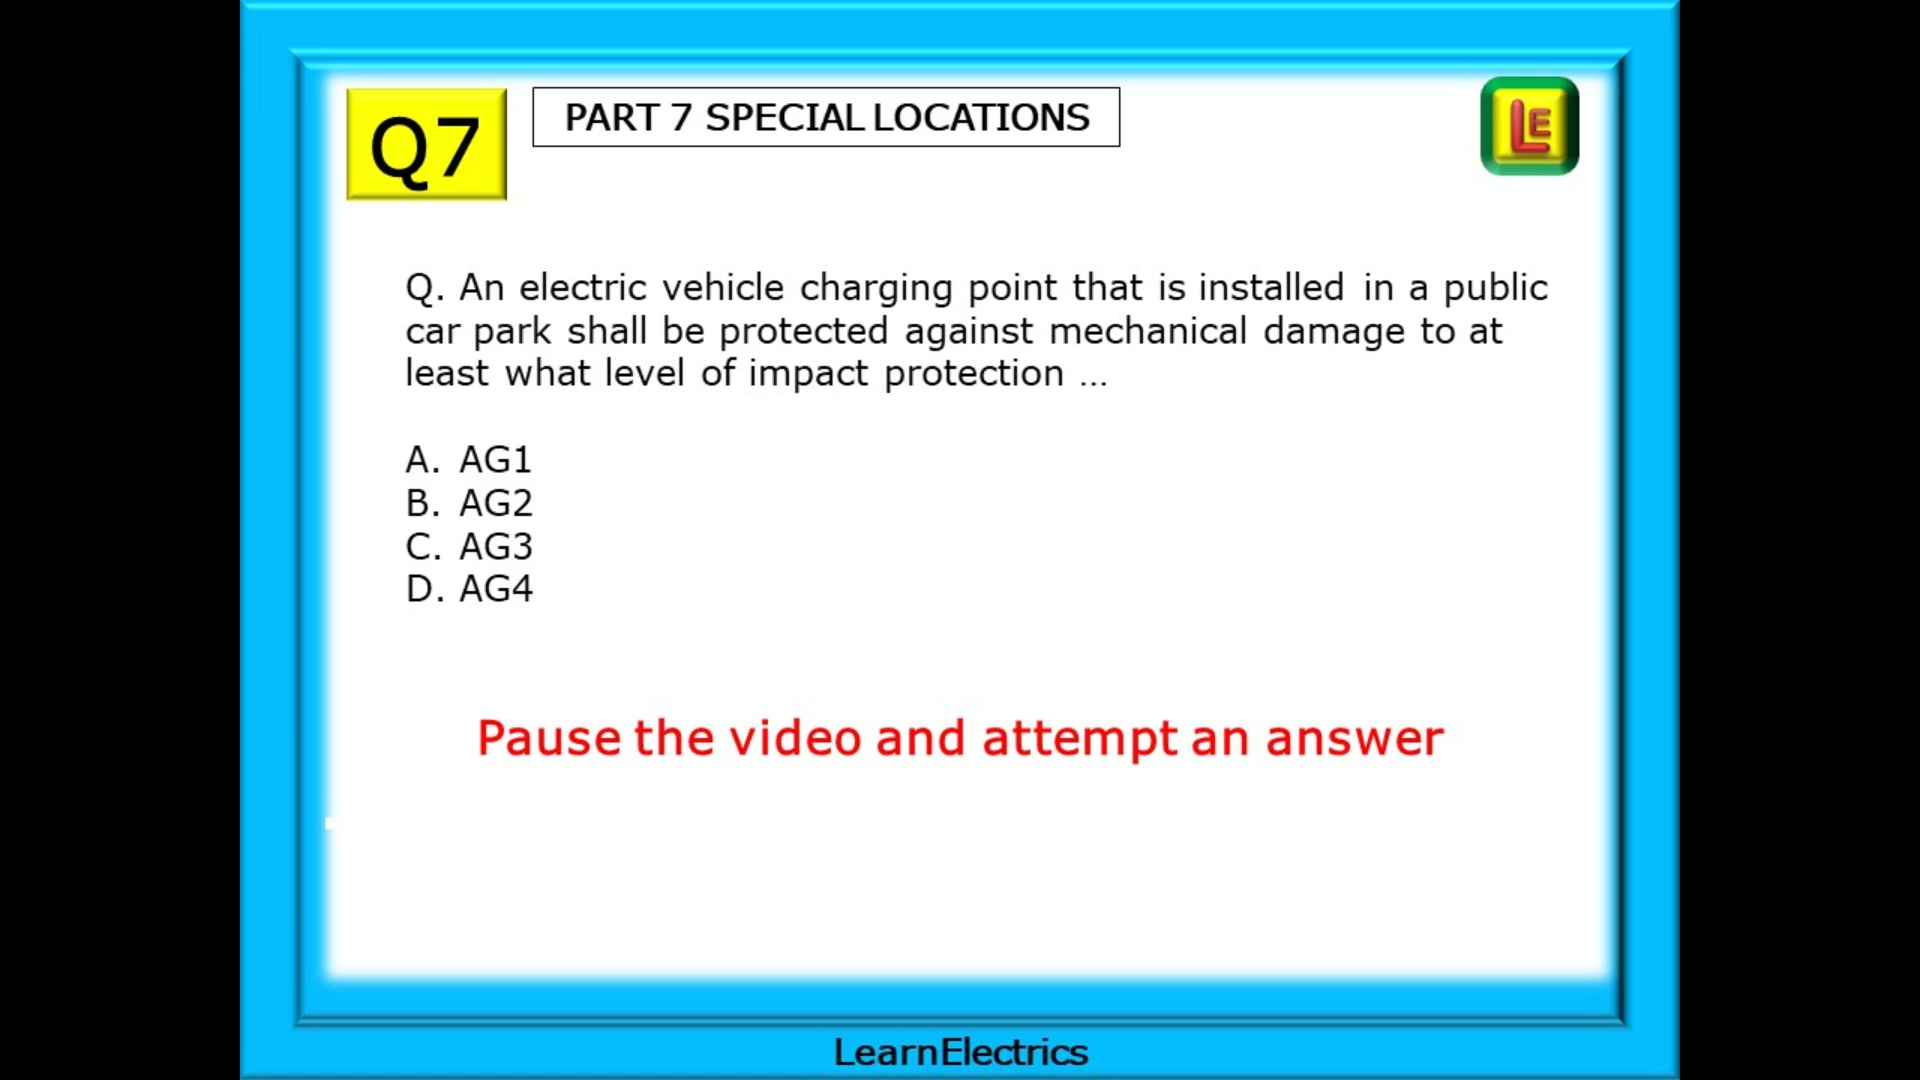 Q7
PART 7 SPECIAL LOCATIONS
LE
Q. An electric vehicle charging point that is installed in a public
car park shall be protected against mechanical damage to at
least what level of impact protection ...
A. AG1
B. AG2
C. AG3
D. AG4
Pause the video and attempt an answer
LearnElectrics